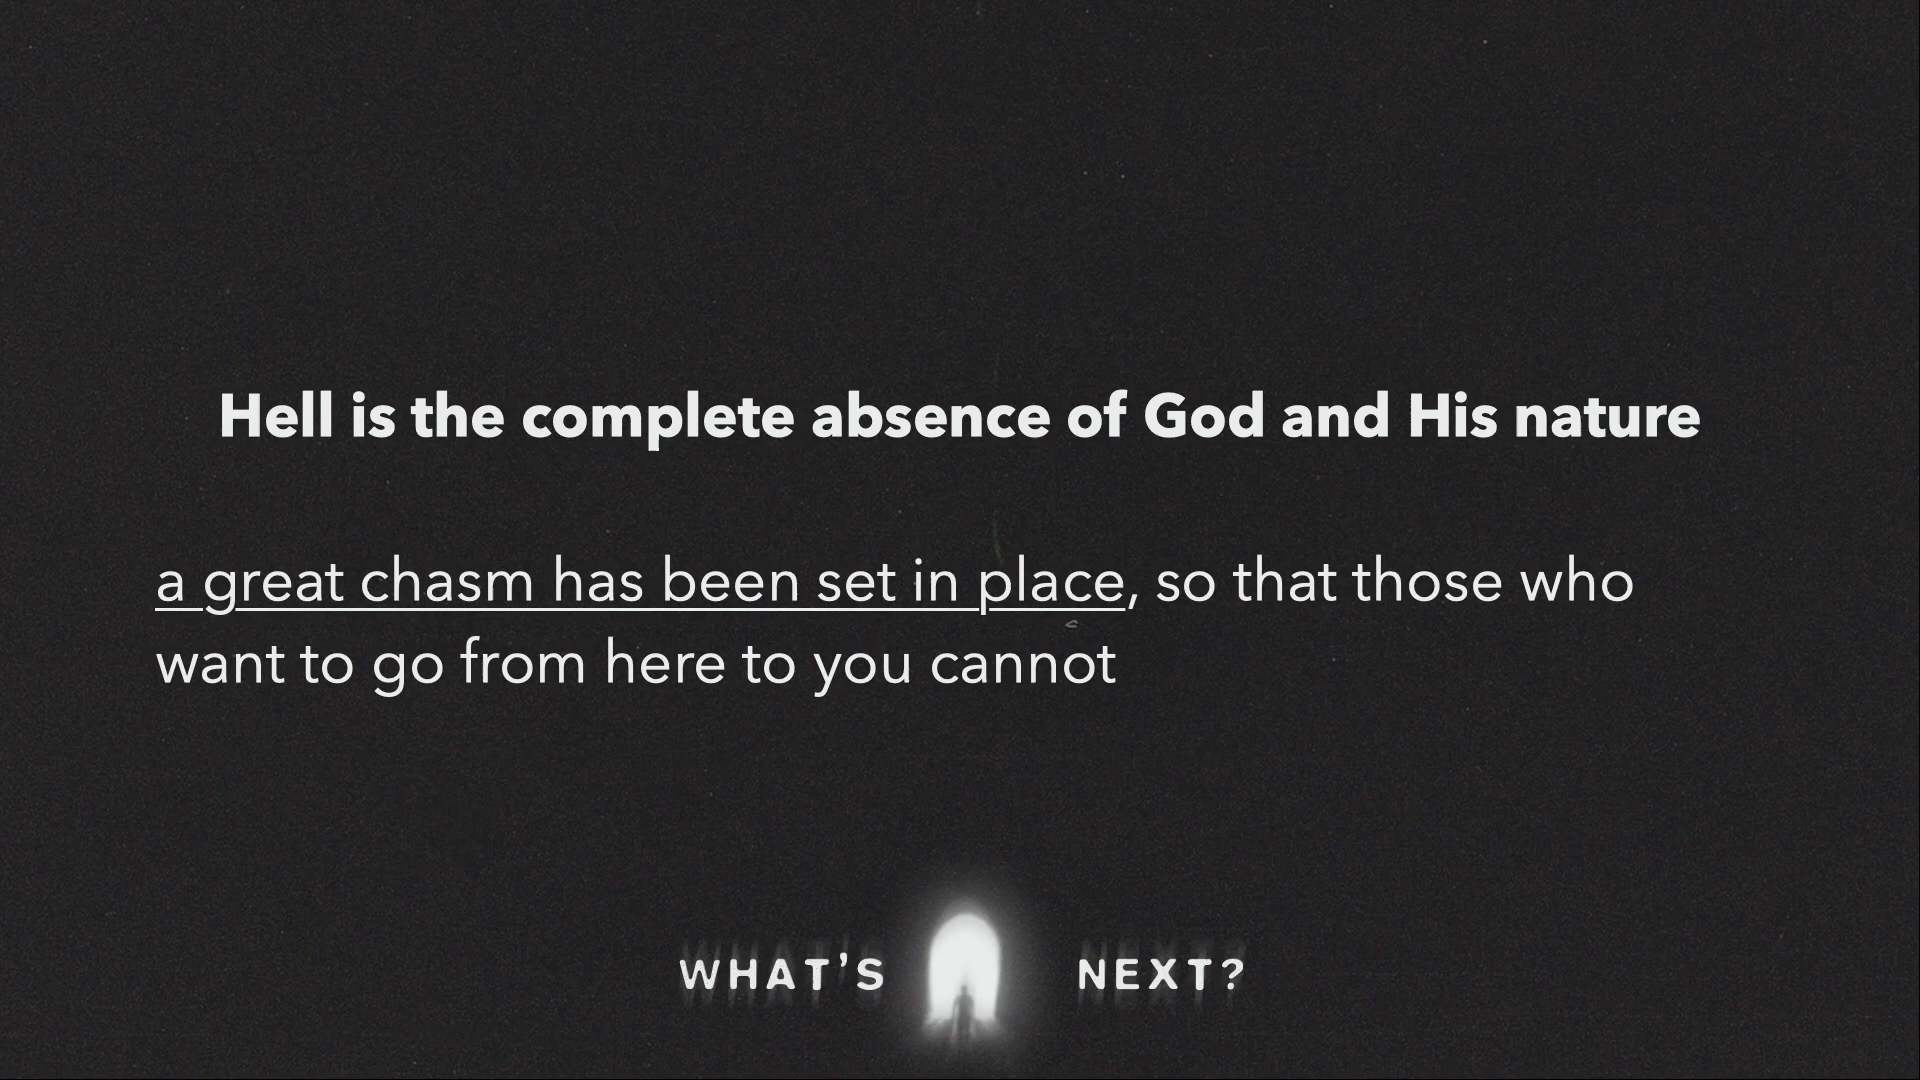 Hell is the complete absence of God and His nature
a great chasm has been set in place, so that those who
want to go from here to you cannot
WHAT'S NEXT?